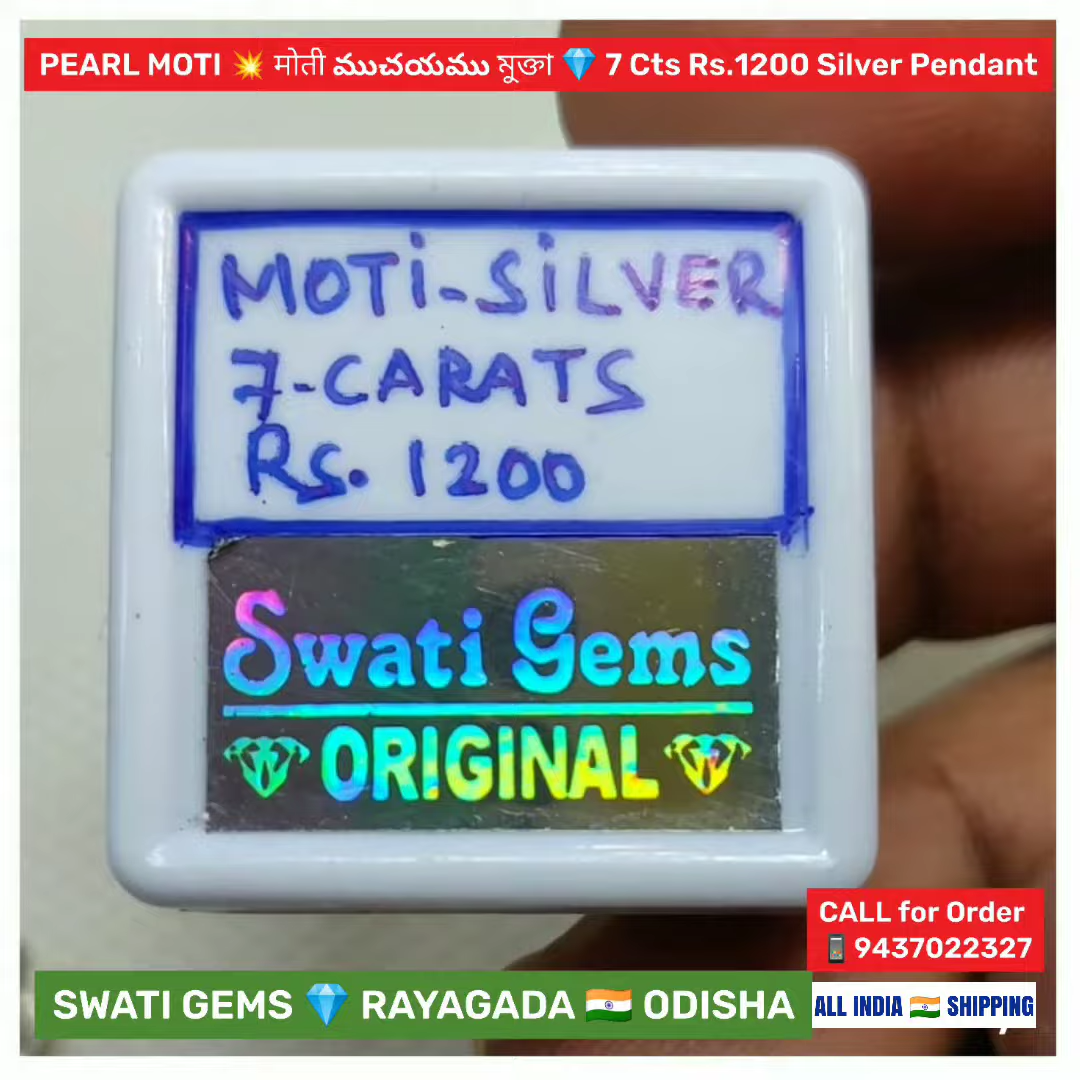 PEARL MOTI 💥 मोती ముచయము মুক্তা 💎 7 Cts Rs.1200 Silver Pendant
MOTi-SiLVER
7-CARATS
Rs. 1200
Swati Gems
ORIGINAL
CALL for Order
📱9437022327
SWATI GEMS 💎 RAYAGADA 🇮🇳 ODISHA
ALL INDIA 🇮🇳 SHIPPING